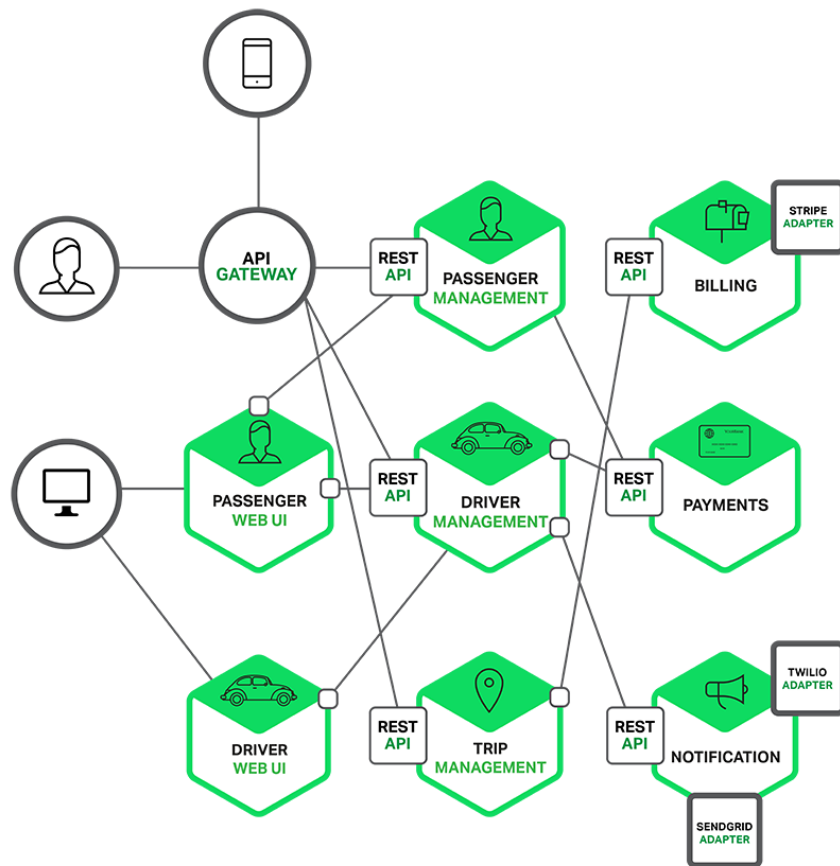 API
GATEWAY
REST
API
PASSENGER
MANAGEMENT
REST
API
BILLING
STRIPE
ADAPTER
PASSENGER
WEB UI
REST
API
DRIVER
MANAGEMENT
REST
API
PAYMENTS
DRIVER
WEB UI
REST
API
TRIP
MANAGEMENT
REST
API
NOTIFICATION
TWILIO
ADAPTER
SENDGRID
ADAPTER